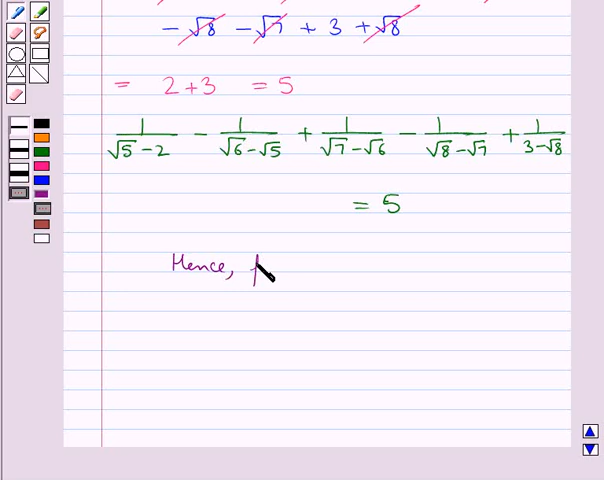 - √8 - √7 + 3 + √8
= 2+3 = 5
1/(√5-2) - 1/(√6-√5) + 1/(√7-√6) - 1/(√8-√7) + 1/(3-√8)
= 5
Hence,